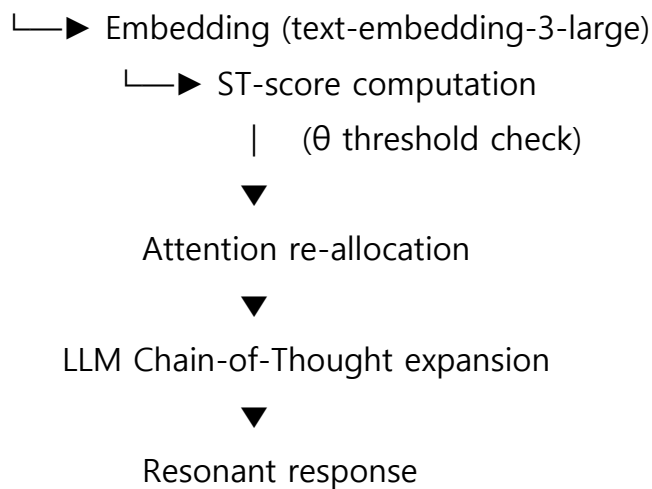 └──► Embedding (text-embedding-3-large)
└──► ST-score computation
│ (θ threshold check)
▼
Attention re-allocation
▼
LLM Chain-of-Thought expansion
▼
Resonant response